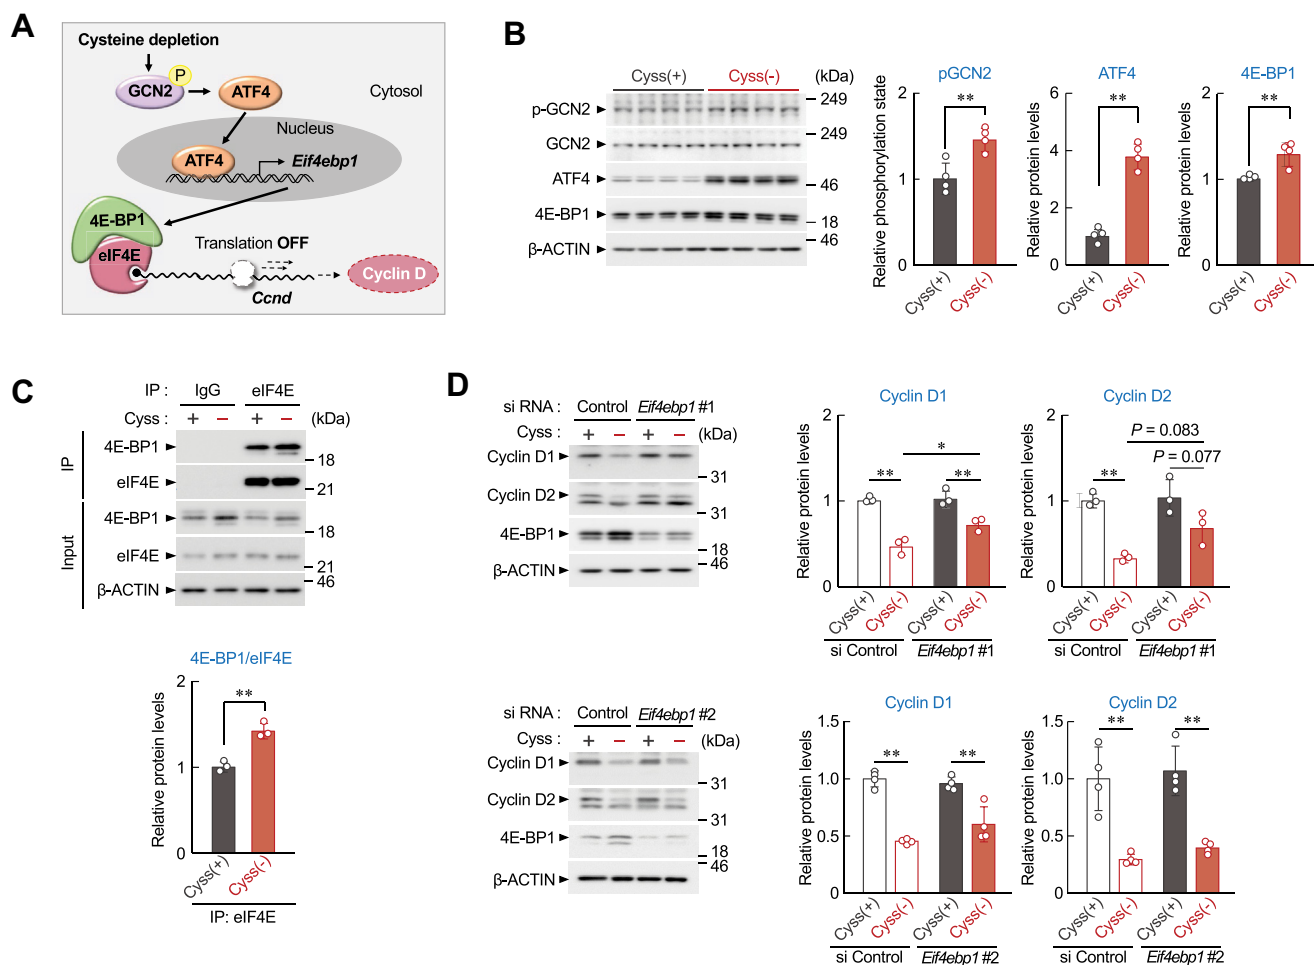 A
Cysteine depletion
P
GCN2
ATF4
Cytosol
Nucleus
ATF4
Eif4ebp1
4E-BP1
eIF4E
Translation OFF
Cyclin D
Ccnd
B
Cyss(+) Cyss(-) (kDa)
p-GCN2
249
GCN2
249
ATF4
46
4E-BP1
18
β-ACTIN
46
pGCN2
Relative phosphorylation state
2
1
0
**
Cyss(+)
Cyss(-)
ATF4
Relative protein levels
6
4
2
0
**
Cyss(+)
Cyss(-)
4E-BP1
Relative protein levels
2
1
0
**
Cyss(+)
Cyss(-)
C
IP : IgG eIF4E
Cyss : + − + − (kDa)
IP
4E-BP1
18
eIF4E
21
Input
4E-BP1
18
eIF4E
21
β-ACTIN
46
4E-BP1/eIF4E
Relative protein levels
2
1
0
**
Cyss(+)
Cyss(-)
IP: eIF4E
D
si RNA : Control Eif4ebp1 #1
Cyss : + − + − (kDa)
Cyclin D1
31
Cyclin D2
31
4E-BP1
18
β-ACTIN
46
Cyclin D1
Relative protein levels
2
1
0
*
**
**
Cyss(+)
Cyss(-)
Cyss(+)
Cyss(-)
si Control
Eif4ebp1 #1
Cyclin D2
Relative protein levels
2
1
0
P = 0.083
**
P = 0.077
Cyss(+)
Cyss(-)
Cyss(+)
Cyss(-)
si Control
Eif4ebp1 #1
si RNA : Control Eif4ebp1 #2
Cyss : + − + − (kDa)
Cyclin D1
31
Cyclin D2
31
4E-BP1
18
β-ACTIN
46
Cyclin D1
Relative protein levels
1.5
1.0
0.5
0
**
**
Cyss(+)
Cyss(-)
Cyss(+)
Cyss(-)
si Control
Eif4ebp1 #2
Cyclin D2
Relative protein levels
1.5
1.0
0.5
0
**
**
Cyss(+)
Cyss(-)
Cyss(+)
Cyss(-)
si Control
Eif4ebp1 #2